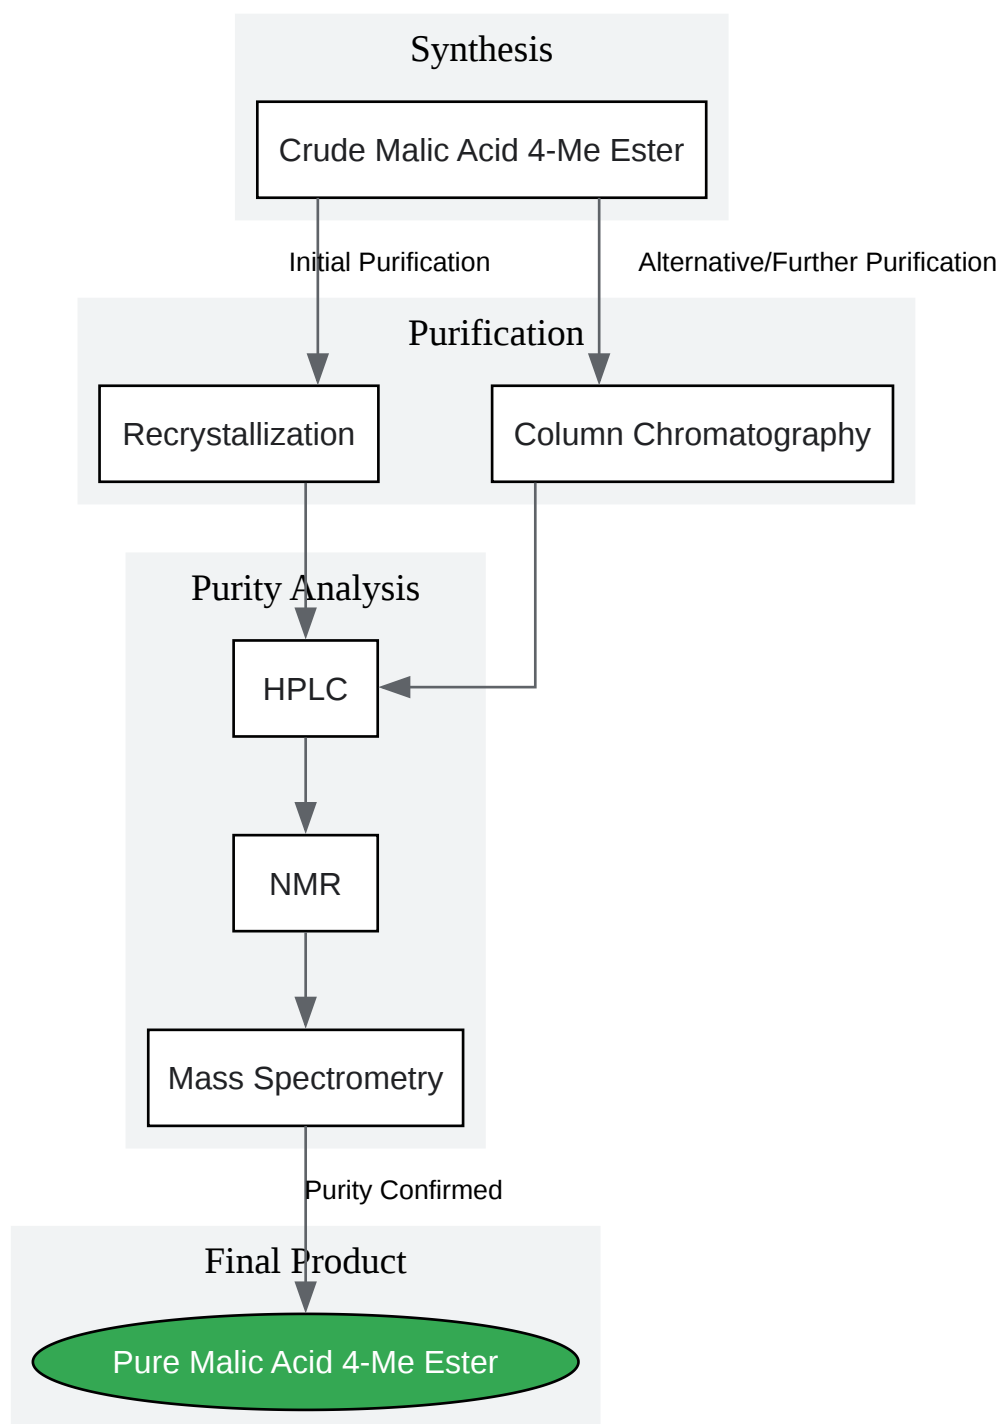 Synthesis
Crude Malic Acid 4-Me Ester
Initial Purification
Alternative/Further Purification
Purification
Recrystallization
Column Chromatography
Purity Analysis
HPLC
NMR
Mass Spectrometry
Purity Confirmed
Final Product
Pure Malic Acid 4-Me Ester